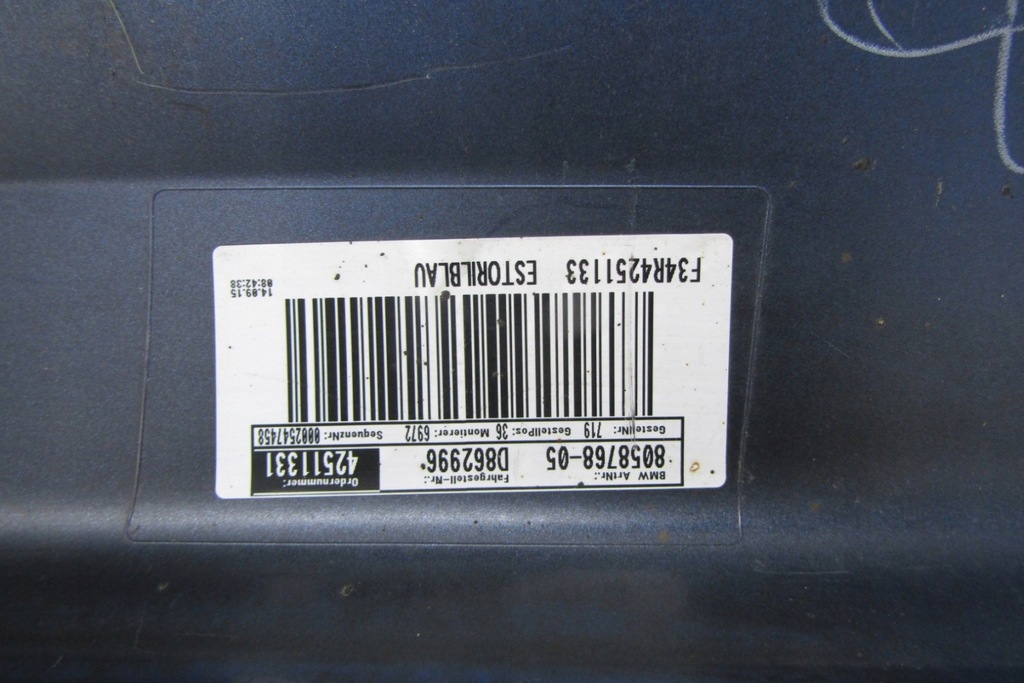 BMW ArtNr.: Fahrgestell-Nr.: Ordernummer:
8058768-05 D862996 42511331
GestellNr: 719 GestellPos: 36 Montierer: 6972 SequenzNr: 0002547458
F34R4251133 ESTORILBLAU
14.09.15
08:42:38